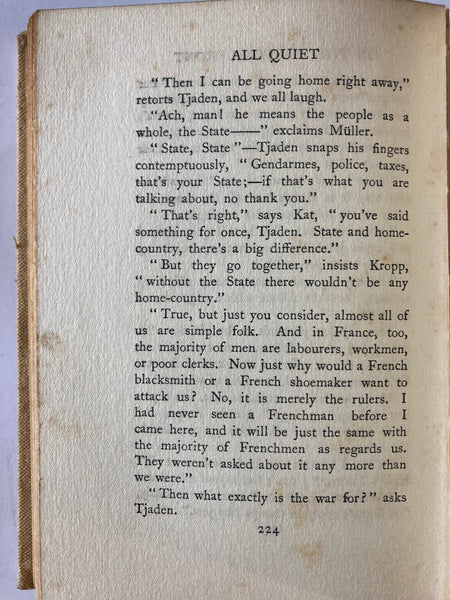 ALL QUIET
" Then I can be going home right away,"
retorts Tjaden, and we all laugh.
"Ach, man! he means the people as a
whole, the State——" exclaims Müller.
" State, State "—Tjaden snaps his fingers
contemptuously, " Gendarmes, police, taxes,
that's your State;—if that's what you are
talking about, no thank you."
" That's right," says Kat, " you've said
something for once, Tjaden. State and home-
country, there's a big difference."
" But they go together," insists Kropp,
" without the State there wouldn't be any
home-country."
" True, but just you consider, almost all of
us are simple folk. And in France, too,
the majority of men are labourers, workmen,
or poor clerks. Now just why would a French
blacksmith or a French shoemaker want to
attack us? No, it is merely the rulers. I
had never seen a Frenchman before I
came here, and it will be just the same with
the majority of Frenchmen as regards us.
They weren't asked about it any more than
we were."
" Then what exactly is the war for?" asks
Tjaden.
224